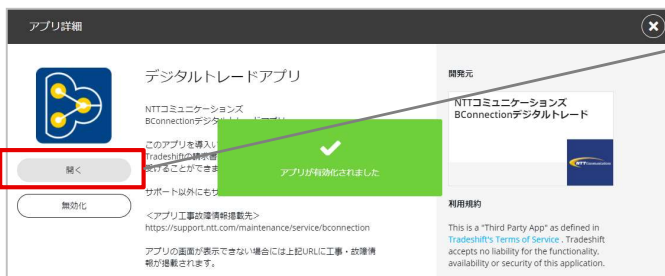 アプリ詳細
デジタルトレードアプリ
NTTコミュニケーションズ
BConnectionデジタ
このアプリを導入い
Tradeshiftの請求書
受けることができま
サポート以外にもサ
<アプリ工事故障情報掲載先>
https://support.ntt.com/maintenance/service/bconnection
アプリの画面が表示できない場合には上記URLに工事・故障情
報が掲載されます。
開く
無効化
アプリが有効化されました
開発元
NTTコミュニケーションズ
BConnectionデジタルトレード
利用規約
This is a "Third Party App" as defined in
Tradeshift's Terms of Service . Tradeshift
accepts no liability for the functionality,
availability or security of this application.